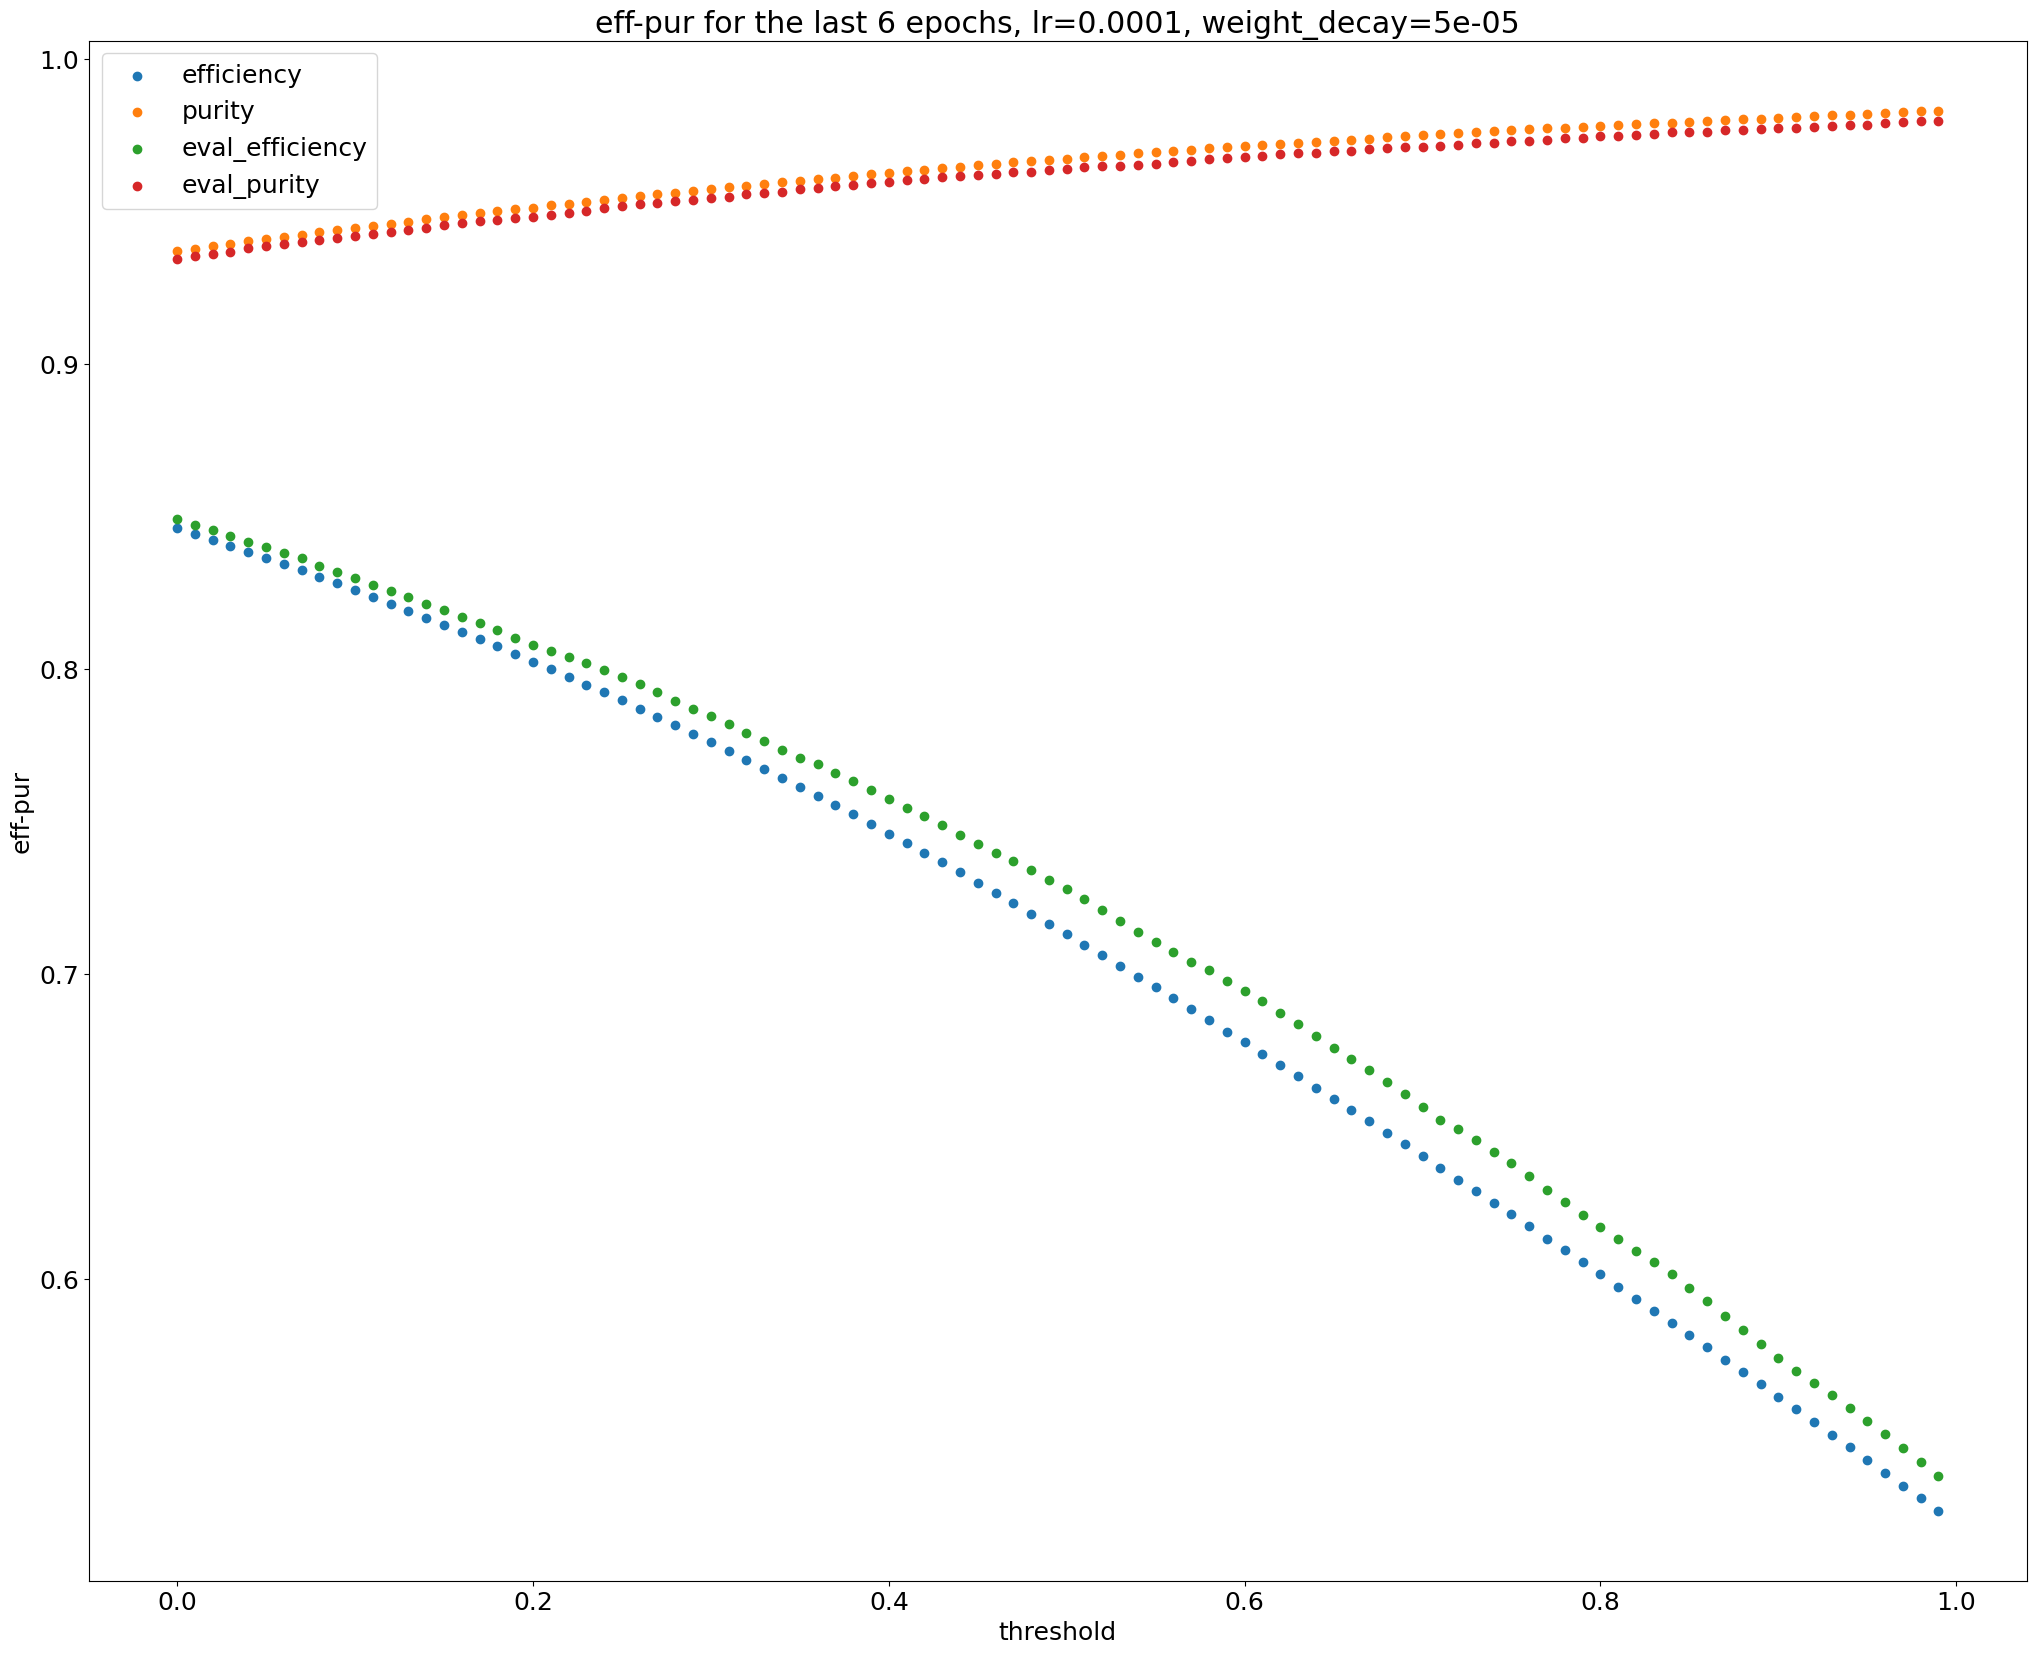 eff-pur for the last 6 epochs, lr=0.0001, weight_decay=5e-05
efficiency
purity
eval_efficiency
eval_purity
1.0
0.9
0.8
0.7
0.6
eff-pur
0.0 0.2 0.4 0.6 0.8 1.0
threshold